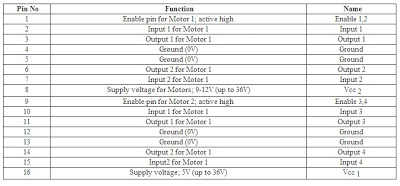 Pin No Function Name
1 Enable pin for Motor 1; active high Enable 1,2
2 Input 1 for Motor 1 Input 1
3 Output 1 for Motor 1 Output 1
4 Ground (0V) Ground
5 Ground (0V) Ground
6 Output 2 for Motor 1 Output 2
7 Input 2 for Motor 1 Input 2
8 Supply voltage for Motors; 9-12V (up to 36V) Vcc 2
9 Enable pin for Motor 2; active high Enable 3,4
10 Input 1 for Motor 1 Input 3
11 Output 1 for Motor 1 Output 3
12 Ground (0V) Ground
13 Ground (0V) Ground
14 Output 2 for Motor 1 Output 4
15 Input2 for Motor 1 Input 4
16 Supply voltage; 5V (up to 36V) Vcc 1